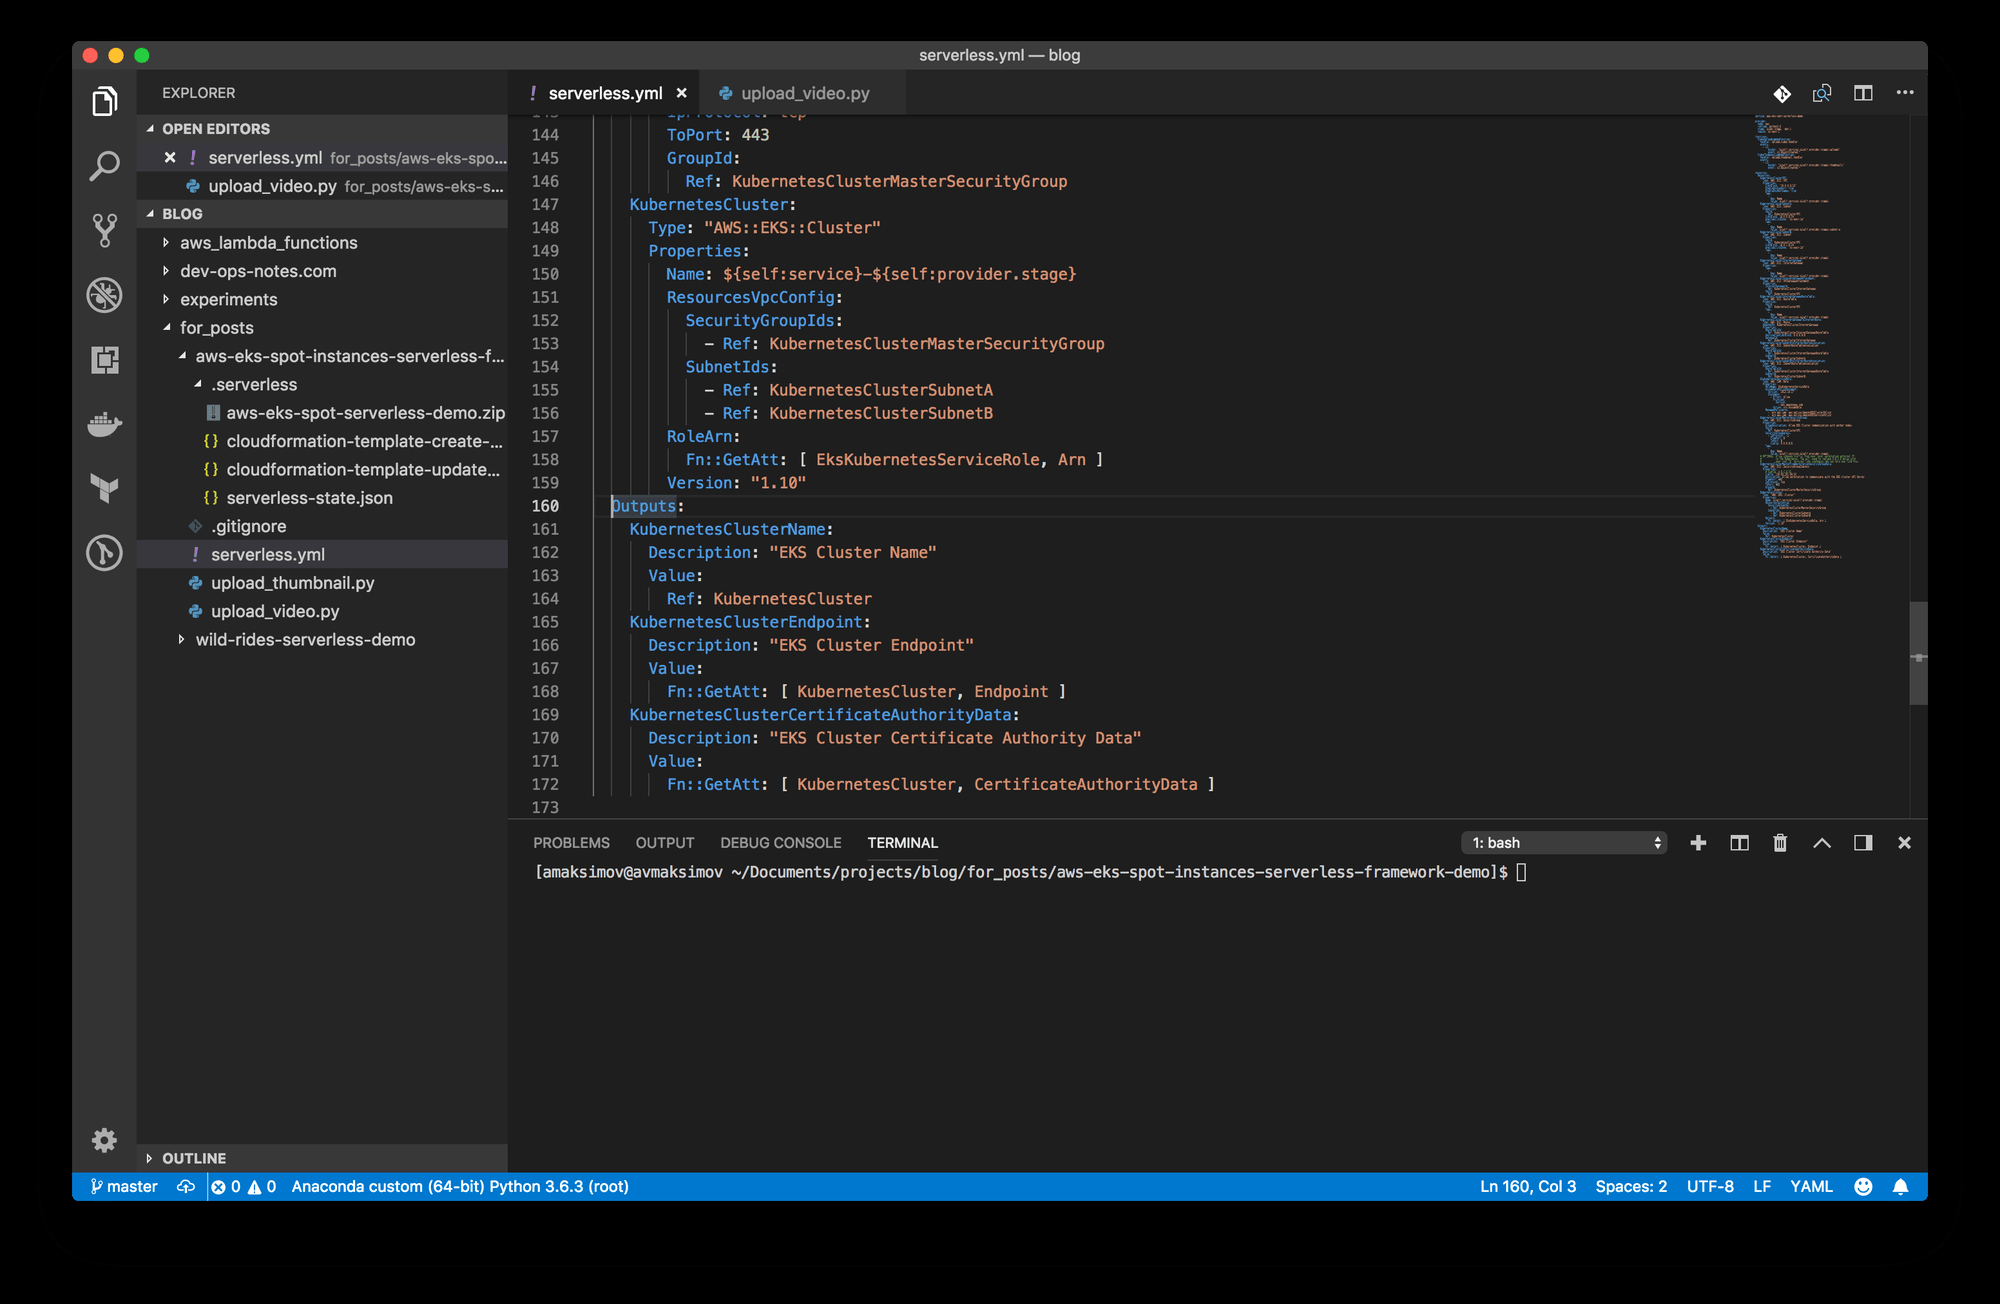 serverless.yml — blog
EXPLORER
OPEN EDITORS
serverless.yml for_posts/aws-eks-spo...
upload_video.py for_posts/aws-eks-s...
BLOG
aws_lambda_functions
dev-ops-notes.com
experiments
for_posts
aws-eks-spot-instances-serverless-f...
.serverless
aws-eks-spot-serverless-demo.zip
{} cloudformation-template-create-...
{} cloudformation-template-update...
{} serverless-state.json
.gitignore
! serverless.yml
upload_thumbnail.py
upload_video.py
wild-rides-serverless-demo
OUTLINE
! serverless.yml
upload_video.py
144 ToPort: 443
145 GroupId:
146 Ref: KubernetesClusterMasterSecurityGroup
147 KubernetesCluster:
148 Type: "AWS::EKS::Cluster"
149 Properties:
150 Name: ${self:service}-${self:provider.stage}
151 ResourcesVpcConfig:
152 SecurityGroupIds:
153 - Ref: KubernetesClusterMasterSecurityGroup
154 SubnetIds:
155 - Ref: KubernetesClusterSubnetA
156 - Ref: KubernetesClusterSubnetB
157 RoleArn:
158 Fn::GetAtt: [ EksKubernetesServiceRole, Arn ]
159 Version: "1.10"
160 Outputs:
161 KubernetesClusterName:
162 Description: "EKS Cluster Name"
163 Value:
164 Ref: KubernetesCluster
165 KubernetesClusterEndpoint:
166 Description: "EKS Cluster Endpoint"
167 Value:
168 Fn::GetAtt: [ KubernetesCluster, Endpoint ]
169 KubernetesClusterCertificateAuthorityData:
170 Description: "EKS Cluster Certificate Authority Data"
171 Value:
172 Fn::GetAtt: [ KubernetesCluster, CertificateAuthorityData ]
173
PROBLEMS OUTPUT DEBUG CONSOLE TERMINAL
1: bash
[amaksimov@avmaksimov ~/Documents/projects/blog/for_posts/aws-eks-spot-instances-serverless-framework-demo]$
master 0 0 Anaconda custom (64-bit) Python 3.6.3 (root)
Ln 160, Col 3 Spaces: 2 UTF-8 LF YAML